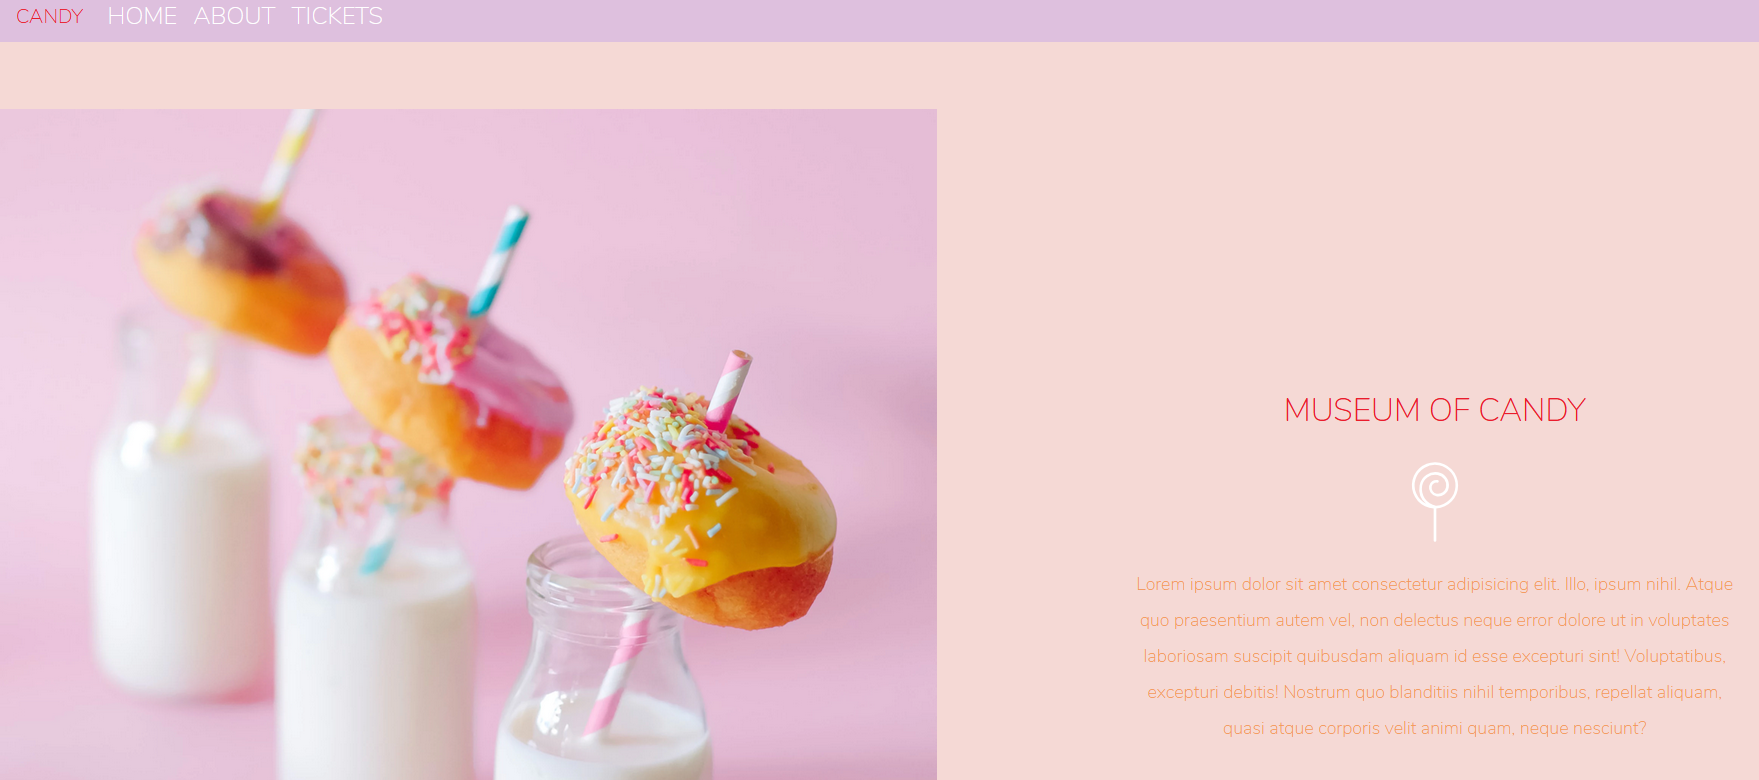 CANDY HOME ABOUT TICKETS
MUSEUM OF CANDY
Lorem ipsum dolor sit amet consectetur adipisicing elit. Illo, ipsum nihil. Atque
quo praesentium autem vel, non delectus neque error dolore ut in voluptates
laboriosam suscipit quibusdam aliquam id esse excepturi sint! Voluptatibus,
excepturi debitis! Nostrum quo blanditiis nihil temporibus, repellat aliquam,
quasi atque corporis velit animi quam, neque nesciunt?